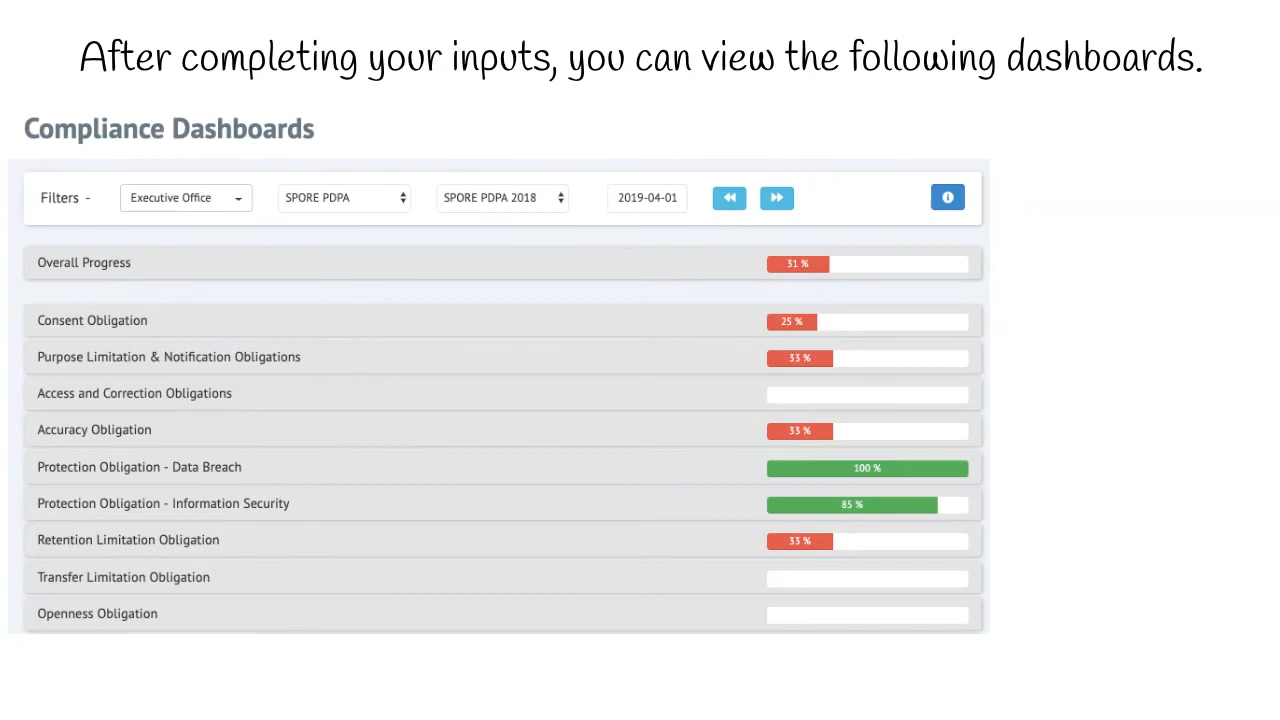 After completing your inputs, you can view the following dashboards.
Compliance Dashboards
Filters - Executive Office SPORE PDPA SPORE PDPA 2018 2019-04-01
Overall Progress 31 %
Consent Obligation 25 %
Purpose Limitation & Notification Obligations 33 %
Access and Correction Obligations
Accuracy Obligation 33 %
Protection Obligation - Data Breach 100 %
Protection Obligation - Information Security 85 %
Retention Limitation Obligation 33 %
Transfer Limitation Obligation
Openness Obligation